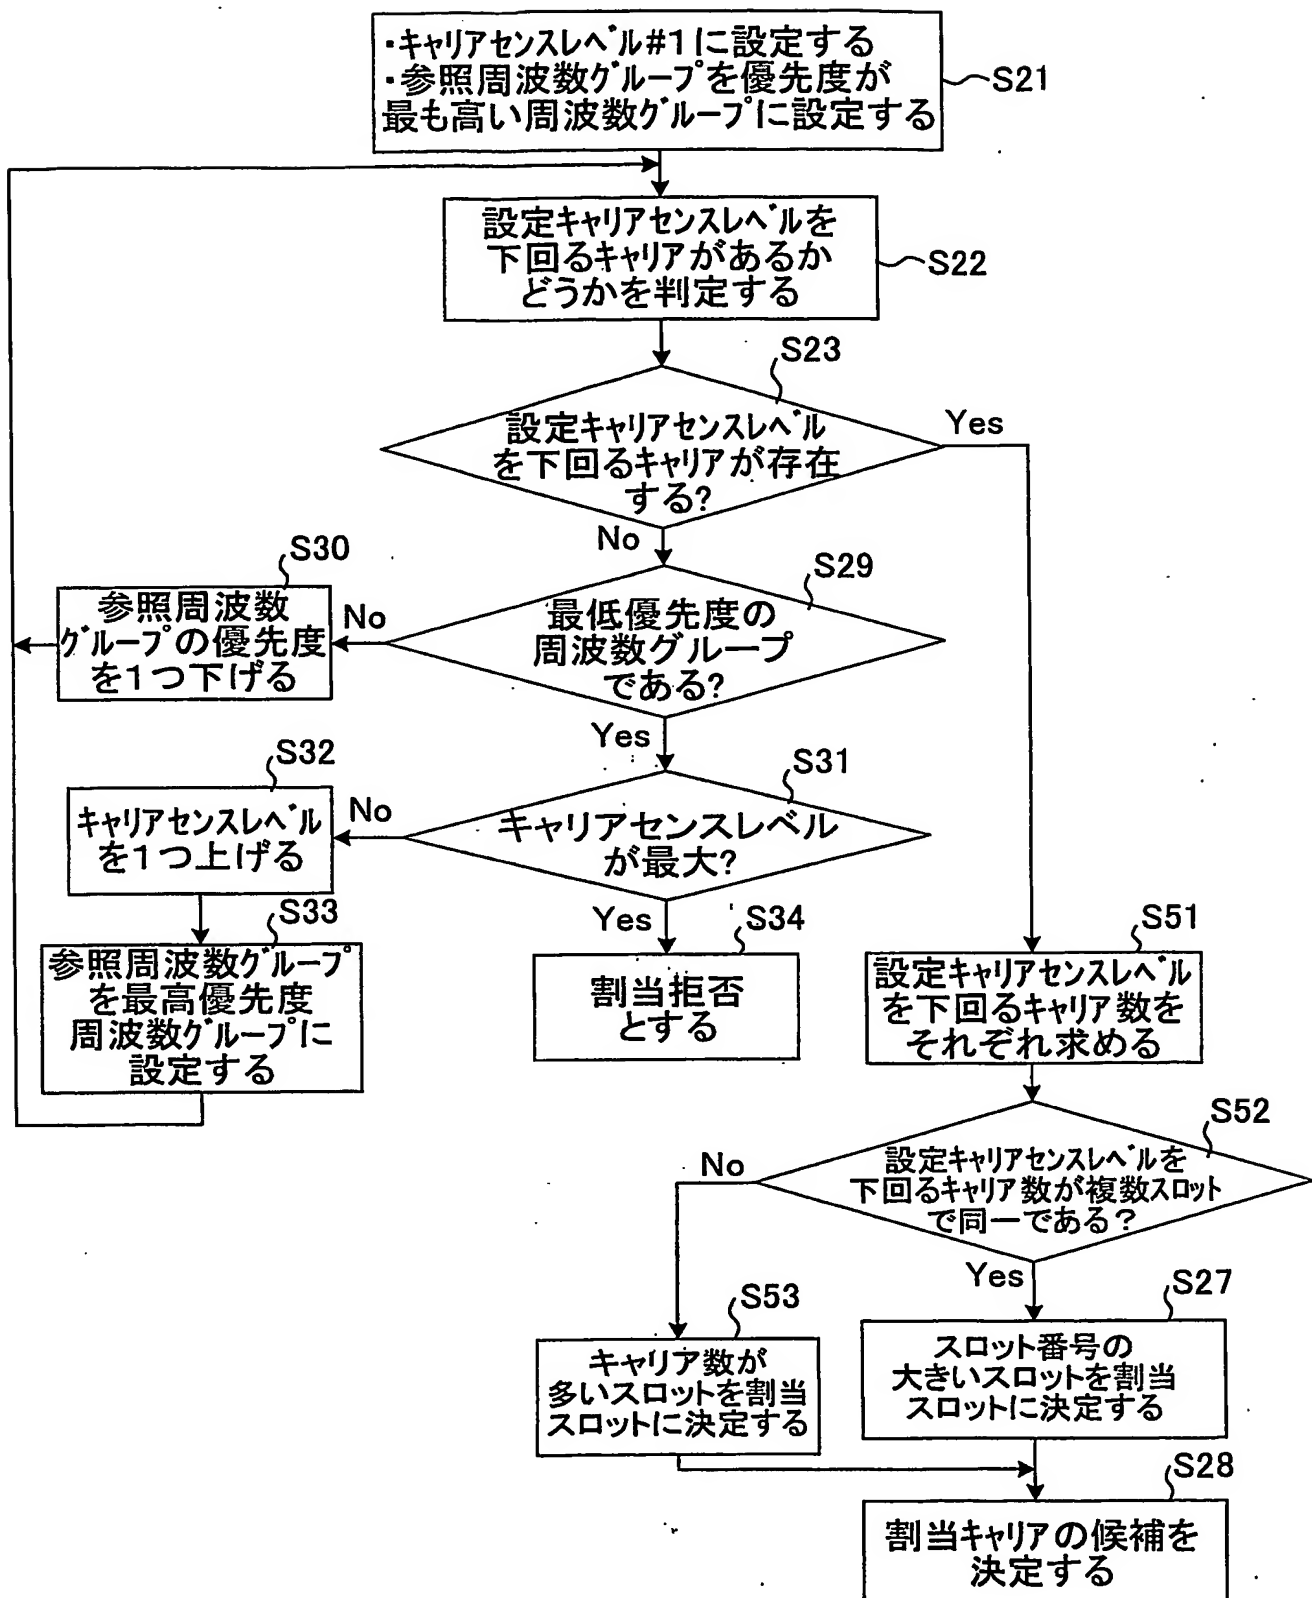 ・キャリアセンスレベル#1に設定する
・参照周波数グループを優先度が
最も高い周波数グループに設定する
S21
設定キャリアセンスレベルを
下回るキャリアがあるか
どうかを判定する
S22
S23
設定キャリアセンスレベル
を下回るキャリアが存在
する?
Yes
No
S30
参照周波数
グループの優先度
を1つ下げる
No
S29
最低優先度の
周波数グループ
である?
Yes
S32
キャリアセンスレベル
を1つ上げる
No
S31
キャリアセンスレベル
が最大?
Yes
S33
参照周波数グループ
を最高優先度
周波数グループに
設定する
S34
割当拒否
とする
S51
設定キャリアセンスレベル
を下回るキャリア数を
それぞれ求める
S52
設定キャリアセンスレベルを
下回るキャリア数が複数スロット
で同一である?
No
Yes
S53
キャリア数が
多いスロットを割当
スロットに決定する
S27
スロット番号の
大きいスロットを割当
スロットに決定する
S28
割当キャリアの候補を
決定する